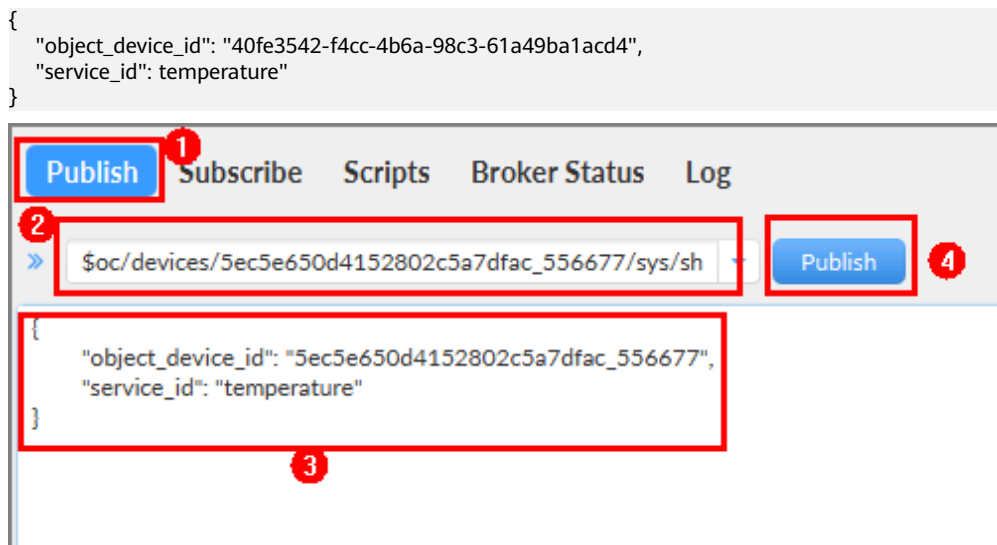 {
"object_device_id": "40fe3542-f4cc-4b6a-98c3-61a49ba1acd4",
"service_id": temperature"
}
1
Publish Subscribe Scripts Broker Status Log
2
$oc/devices/5ec5e650d4152802c5a7dfac_556677/sys/sh Publish 4
{
"object_device_id": "5ec5e650d4152802c5a7dfac_556677",
"service_id": "temperature"
}
3